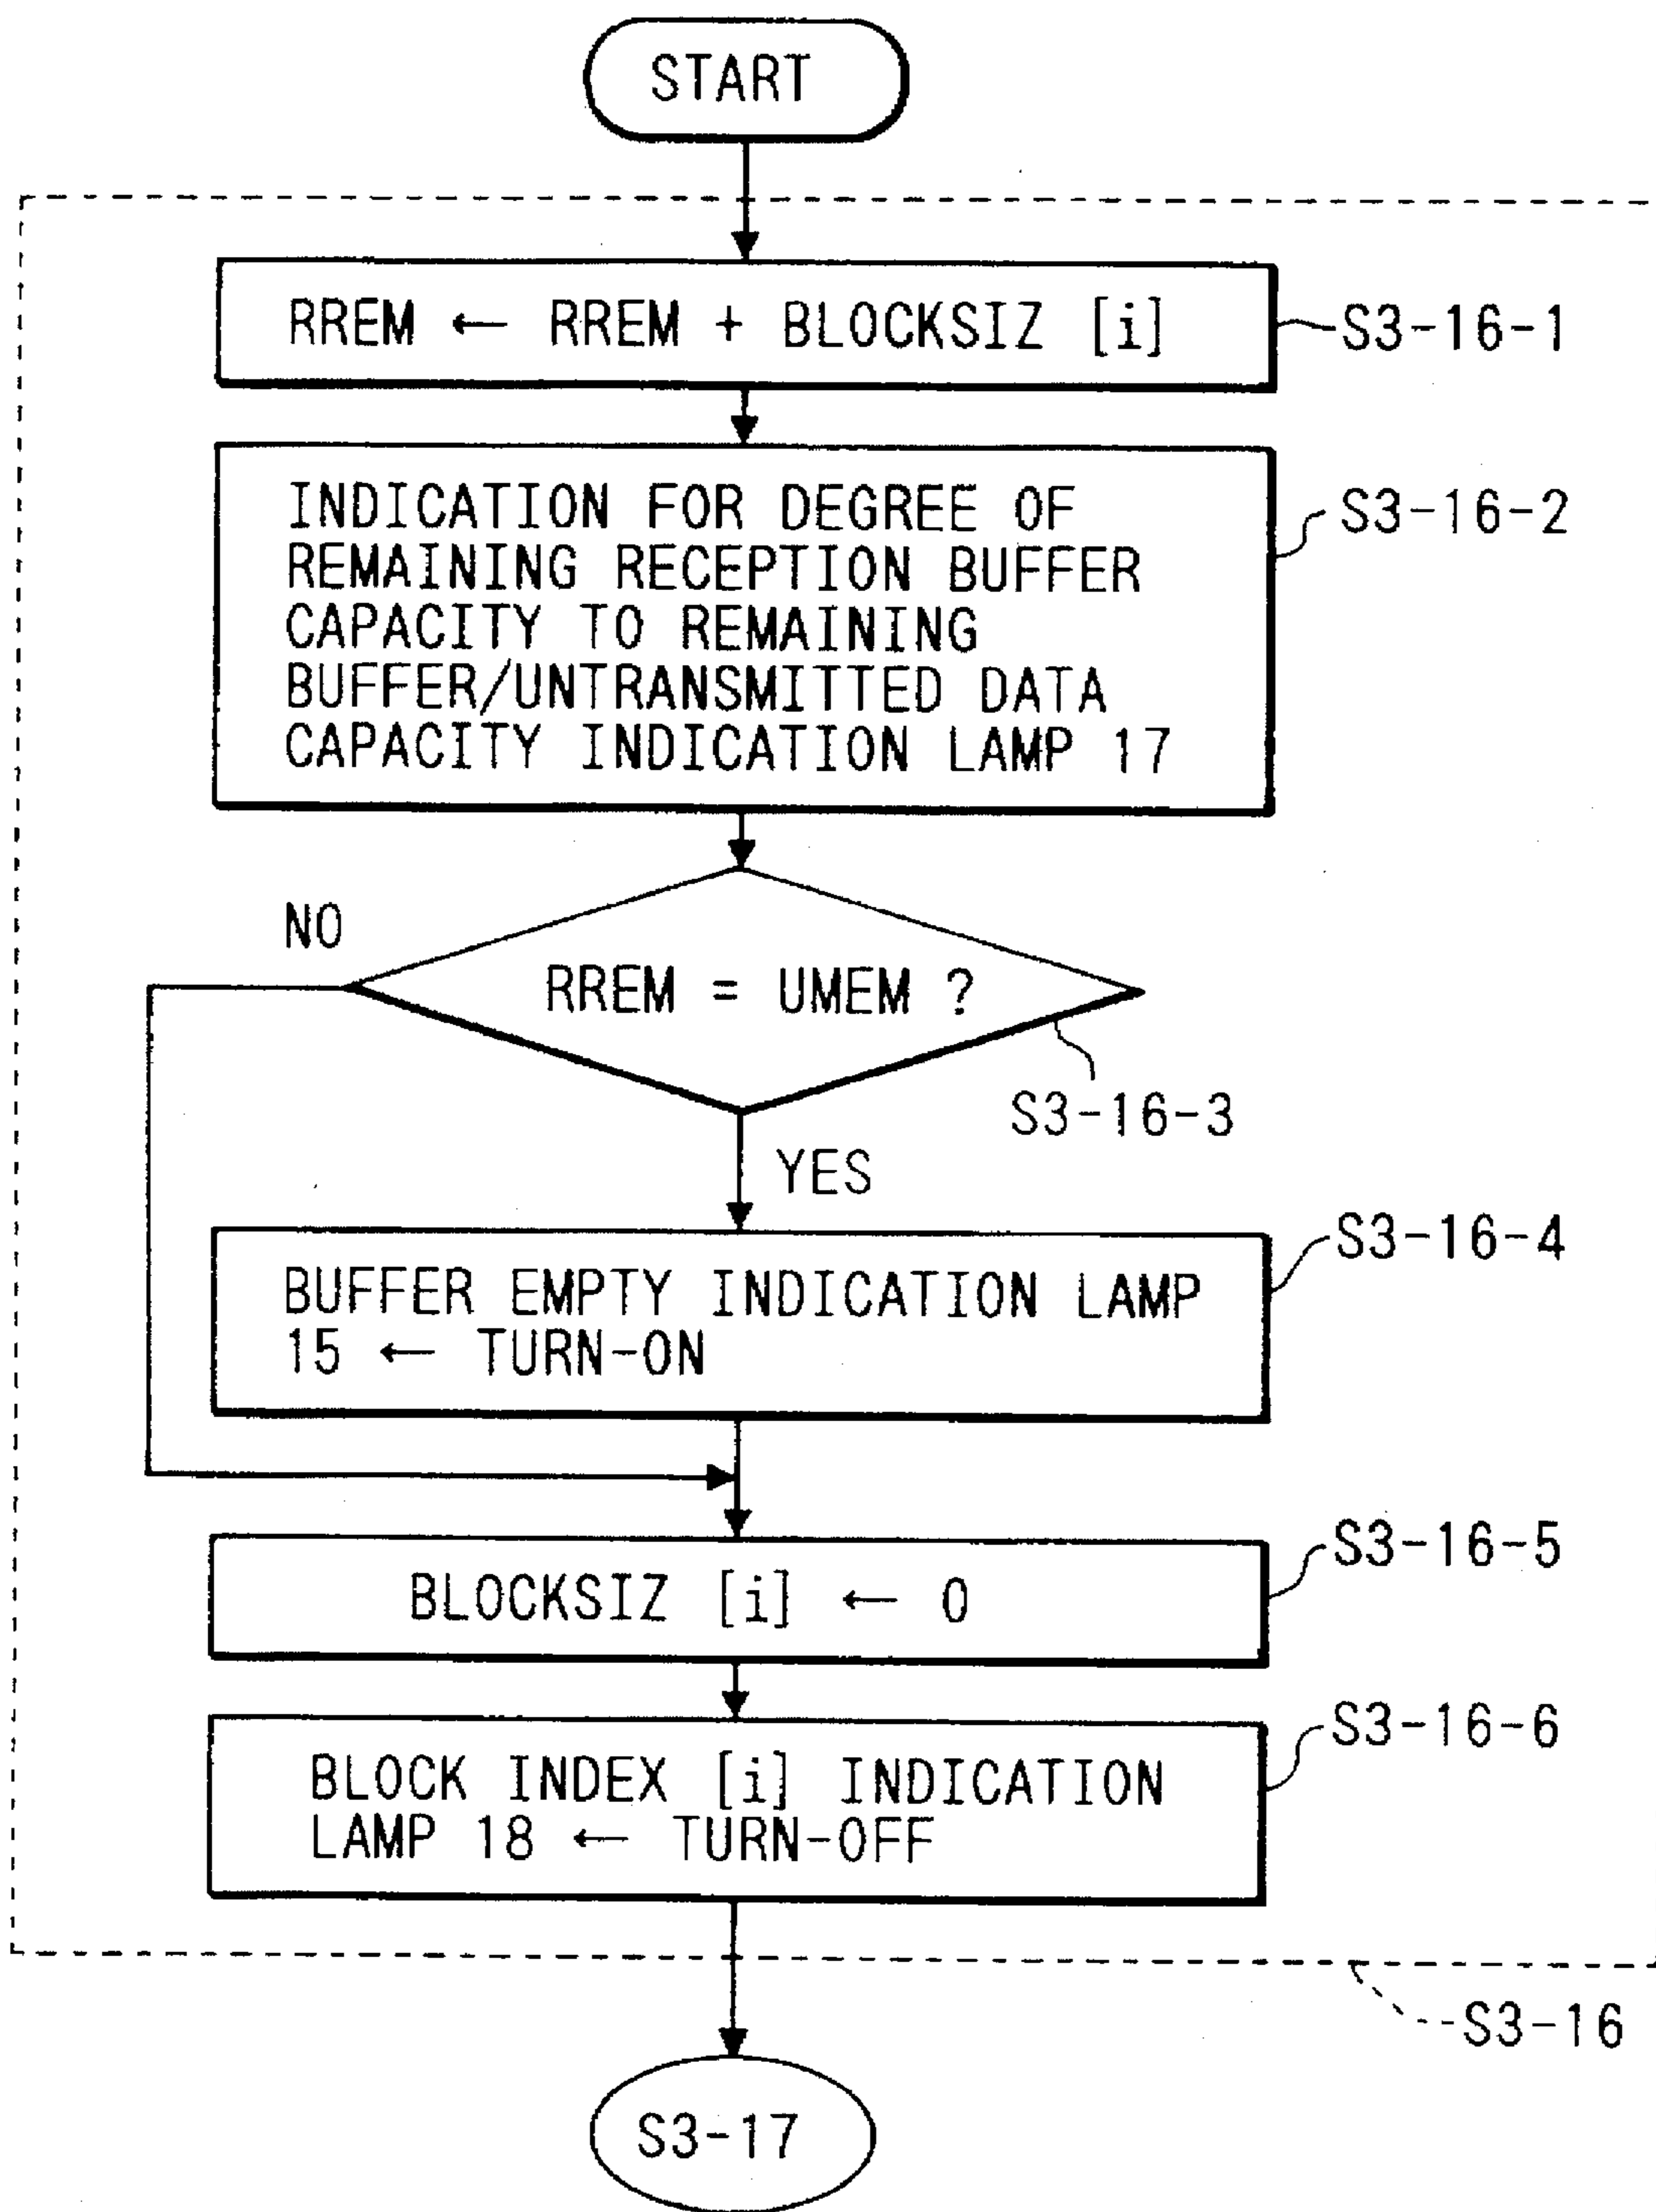 START
RREM ← RREM + BLOCKSIZ [i]
S3-16-1
INDICATION FOR DEGREE OF
REMAINING RECEPTION BUFFER
CAPACITY TO REMAINING
BUFFER/UNTRANSMITTED DATA
CAPACITY INDICATION LAMP 17
S3-16-2
NO
RREM = UMEM ?
S3-16-3
YES
BUFFER EMPTY INDICATION LAMP
15 ← TURN-ON
S3-16-4
BLOCKSIZ [i] ← 0
S3-16-5
BLOCK INDEX [i] INDICATION
LAMP 18 ← TURN-OFF
S3-16-6
S3-16
S3-17